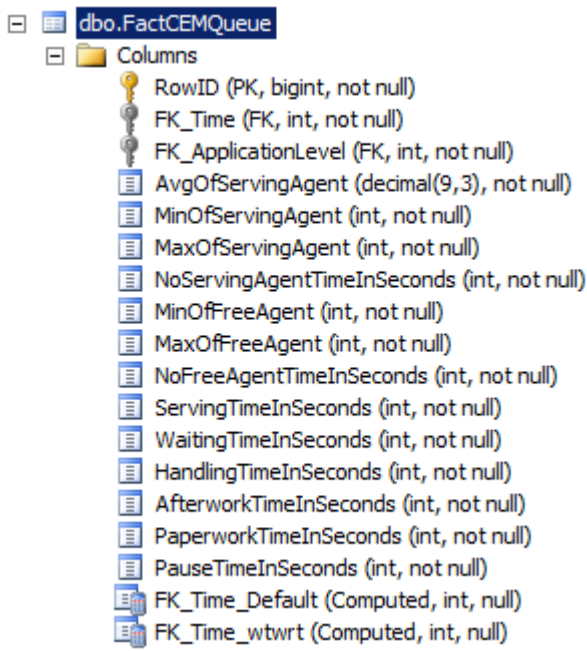 dbo.FactCEMQueue
Columns
RowID (PK, bigint, not null)
FK_Time (FK, int, not null)
FK_ApplicationLevel (FK, int, not null)
AvgOfServingAgent (decimal(9,3), not null)
MinOfServingAgent (int, not null)
MaxOfServingAgent (int, not null)
NoServingAgentTimeInSeconds (int, not null)
MinOfFreeAgent (int, not null)
MaxOfFreeAgent (int, not null)
NoFreeAgentTimeInSeconds (int, not null)
ServingTimeInSeconds (int, not null)
WaitingTimeInSeconds (int, not null)
HandlingTimeInSeconds (int, not null)
AfterworkTimeInSeconds (int, not null)
PaperworkTimeInSeconds (int, not null)
PauseTimeInSeconds (int, not null)
FK_Time_Default (Computed, int, null)
FK_Time_wtwrt (Computed, int, null)